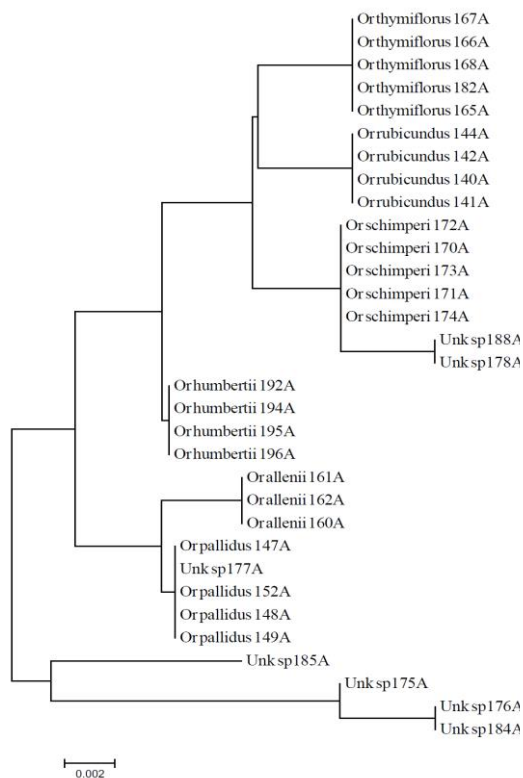 Or thymiflorus 167A
Or thymiflorus 166A
Or thymiflorus 168A
Or thymiflorus 182A
Or thymiflorus 165A
Or rubicundus 144A
Or rubicundus 142A
Or rubicundus 140A
Or rubicundus 141A
Or schimperi 172A
Or schimperi 170A
Or schimperi 173A
Or schimperi 171A
Or schimperi 174A
Unk sp188A
Unk sp178A
Or humbertii 192A
Or humbertii 194A
Or humbertii 195A
Or humbertii 196A
Or allenii 161A
Or allenii 162A
Or allenii 160A
Or pallidus 147A
Unk sp177A
Or pallidus 152A
Or pallidus 148A
Or pallidus 149A
Unk sp185A
Unk sp175A
Unk sp176A
Unk sp184A
0.002